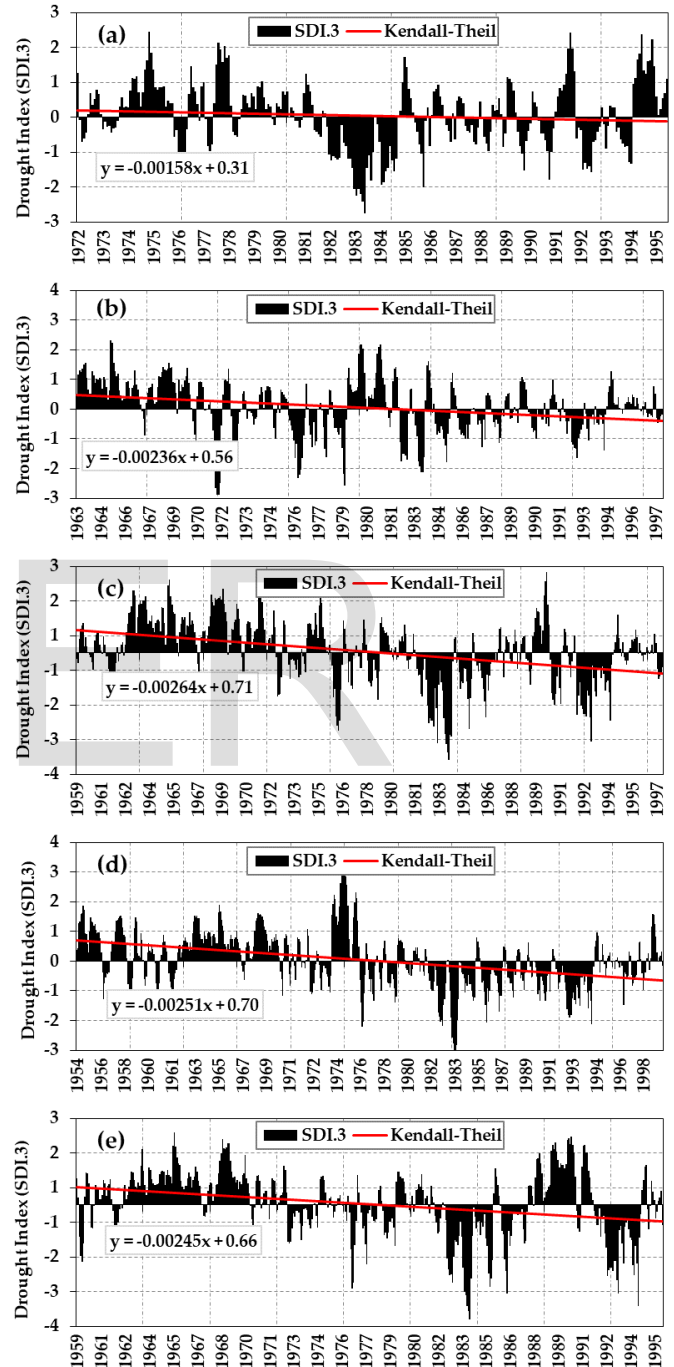 (a) SDI.3 Kendall-Theil
Drought Index (SDI.3)
3
2
1
0
-1
-2
-3
y = -0.00158x + 0.31
1972 1973 1974 1975 1976 1977 1978 1979 1980 1981 1982 1983 1984 1985 1986 1987 1988 1989 1990 1991 1992 1993 1994 1995
(b) SDI.3 Kendall-Theil
Drought Index (SDI.3)
4
3
2
1
0
-1
-2
-3
y = -0.00236x + 0.56
1963 1964 1966 1967 1969 1970 1972 1973 1974 1976 1977 1979 1980 1982 1983 1984 1986 1987 1989 1990 1992 1993 1994 1996 1997
(c) SDI.3 Kendall-Theil
Drought Index (SDI.3)
3
2
1
0
-1
-2
-3
-4
y = -0.00264x + 0.71
1959 1961 1962 1964 1965 1967 1969 1970 1972 1973 1975 1976 1978 1980 1981 1983 1984 1986 1987 1989 1991 1992 1994 1995 1997
ER
(d) SDI.3 Kendall-Theil
Drought Index (SDI.3)
4
3
2
1
0
-1
-2
-3
y = -0.00251x + 0.70
1954 1956 1958 1960 1961 1963 1965 1967 1969 1971 1972 1974 1976 1978 1980 1982 1983 1985 1987 1989 1991 1993 1994 1996 1998
(e) SDI.3 Kendall-Theil
Drought Index (SDI.3)
3
2
1
0
-1
-2
-3
-4
y = -0.00245x + 0.66
1959 1961 1962 1964 1965 1967 1968 1970 1971 1973 1974 1976 1977 1979 1980 1982 1983 1985 1986 1988 1989 1991 1992 1994 1995